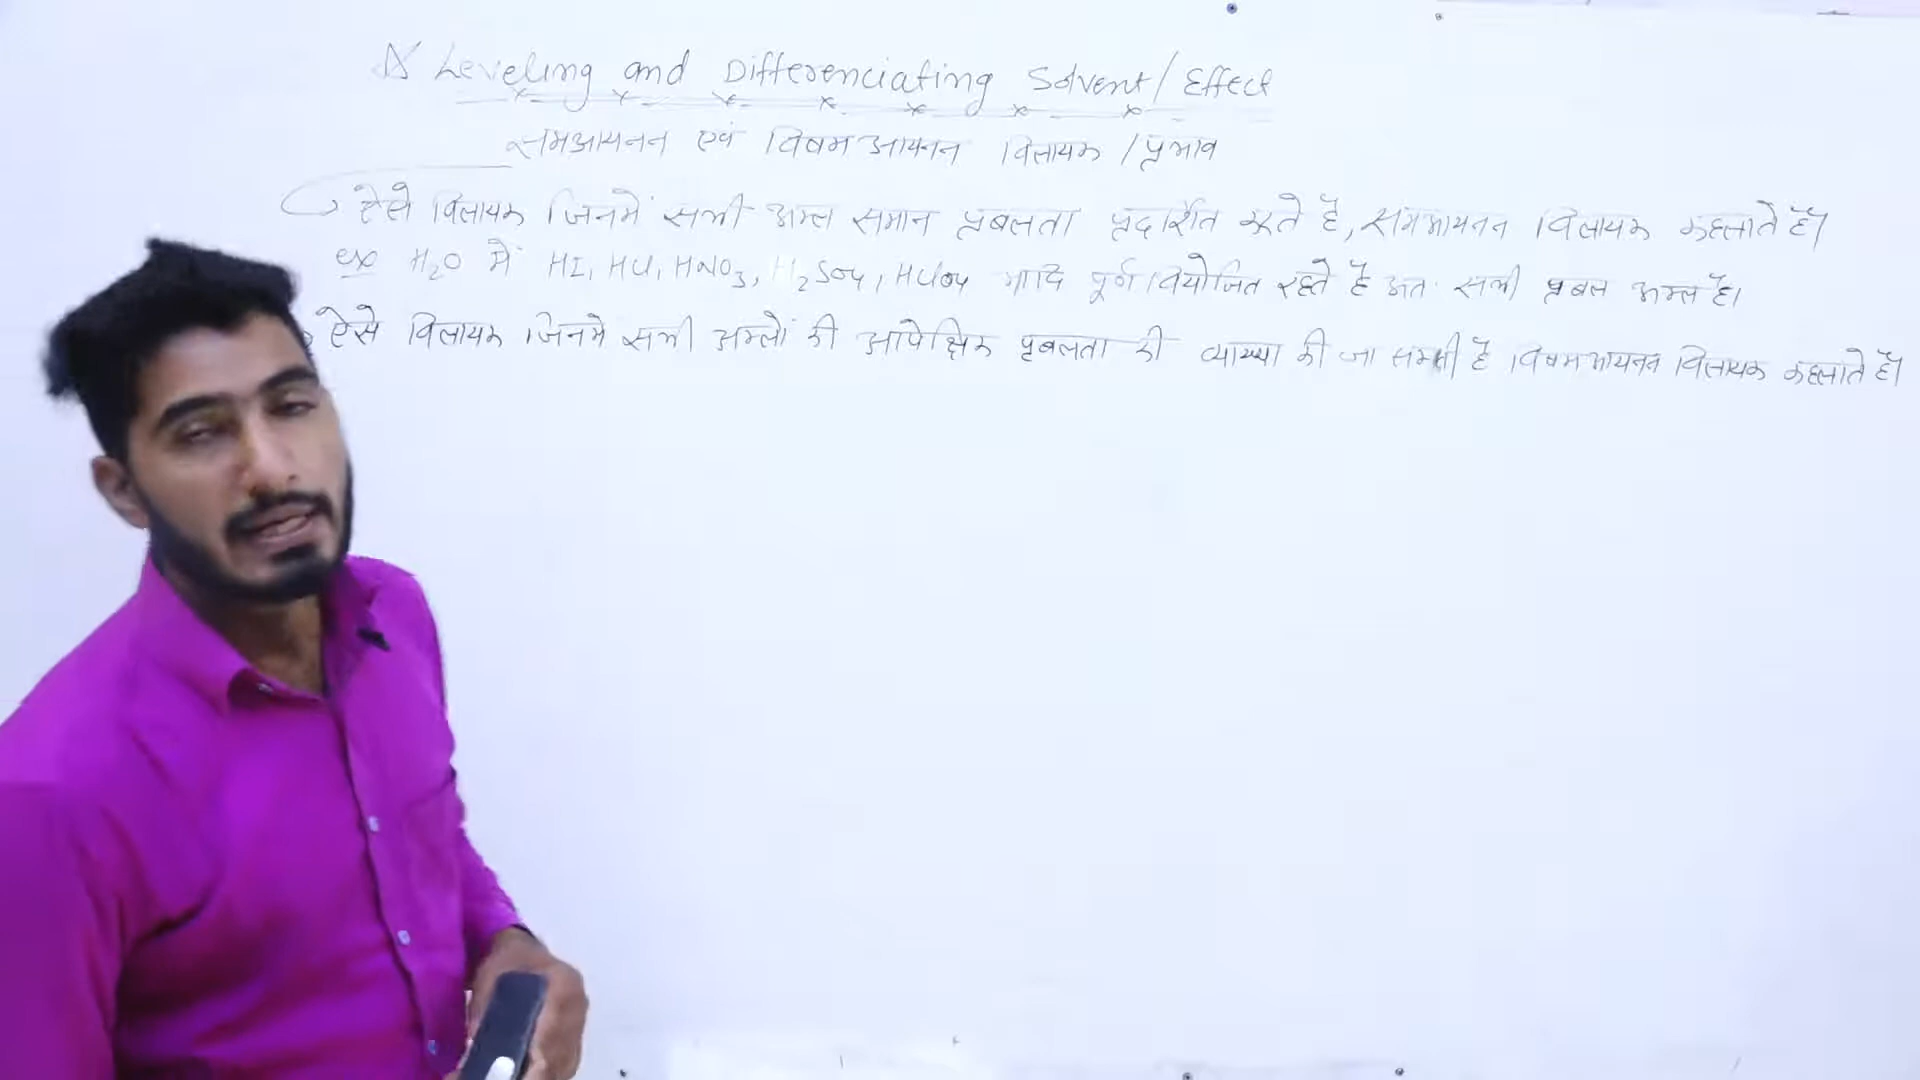 Leveling and Differenciating Solvent/Effect
समआयनन एवं विषमआयनन विलायक/प्रभाव
ऐसे विलायक जिनमें सभी अम्ल समान प्रबलता प्रदर्शित करते हैं, समआयनन विलायक कहलाते हैं।
ex H₂O में HI, HCl, HNO₃, H₂SO₄, HClO₄ आदि पूर्ण वियोजित रहते है अतः सभी प्रबल अम्ल है।
ऐसे विलायक जिनमे सभी अम्लों की आपेक्षिक प्रबलता की व्याख्या की जा सकती है विषमआयनन विलायक कहलाते हैं।